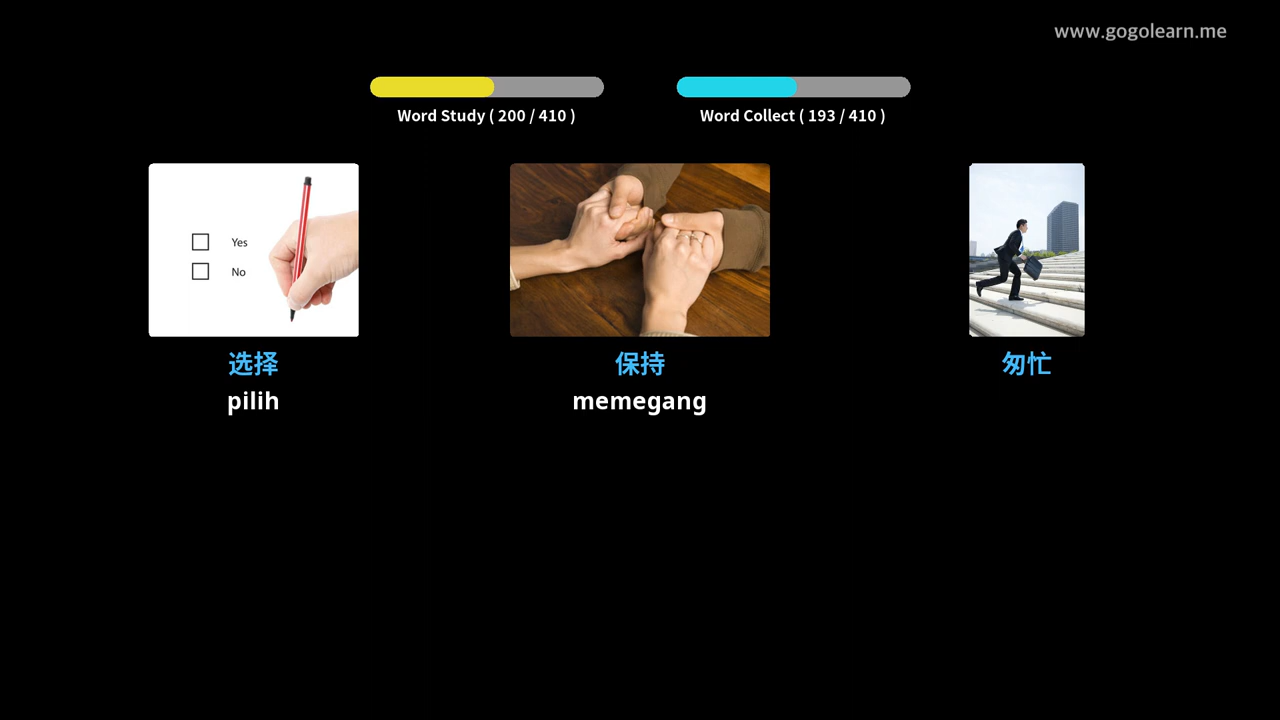 www.gogolearn.me
Word Study ( 200 / 410 )
Word Collect ( 193 / 410 )
Yes
No
选择
保持
匆忙
pilih
memegang